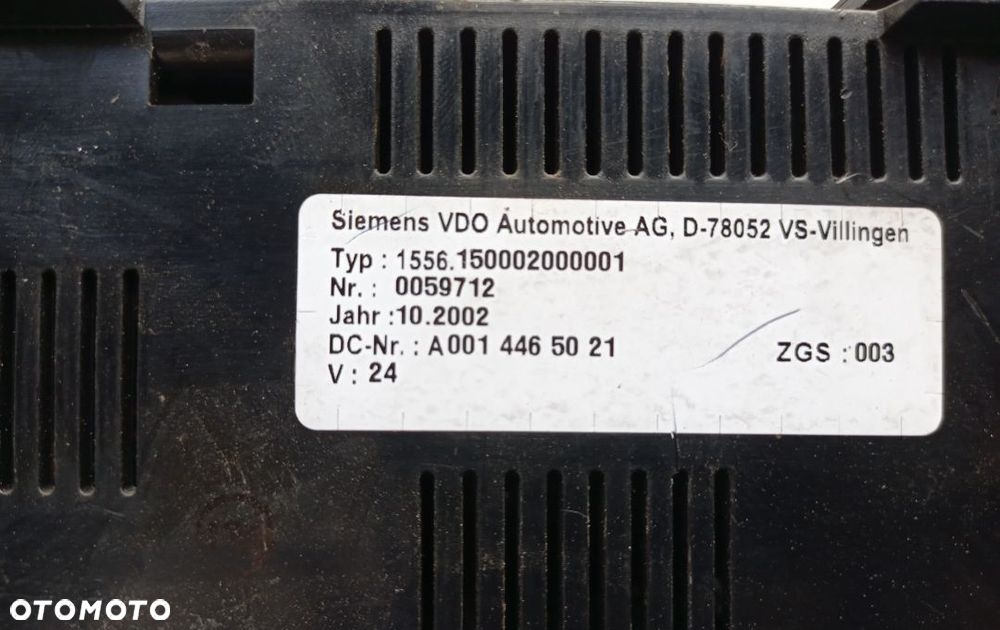 Siemens VDO Automotive AG, D-78052 VS-Villingen
Typ : 1556.150002000001
Nr. : 0059712
Jahr :10.2002
DC-Nr. : A 001 446 50 21 ZGS : 003
V : 24
OTOMOTO